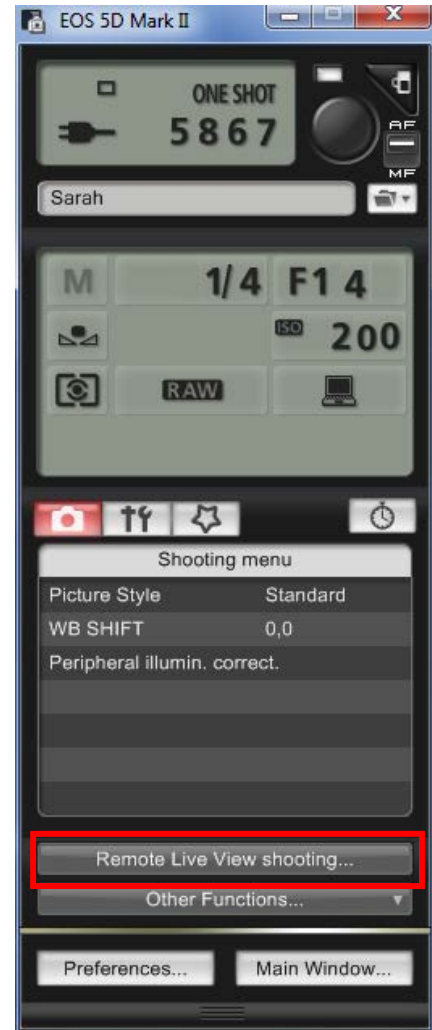 EOS 5D Mark II
ONE SHOT
5867
AF
MF
Sarah
M 1/4 F14
ISO 200
RAW
Shooting menu
Picture Style Standard
WB SHIFT 0,0
Peripheral illumin. correct.
Remote Live View shooting...
Other Functions...
Preferences... Main Window...